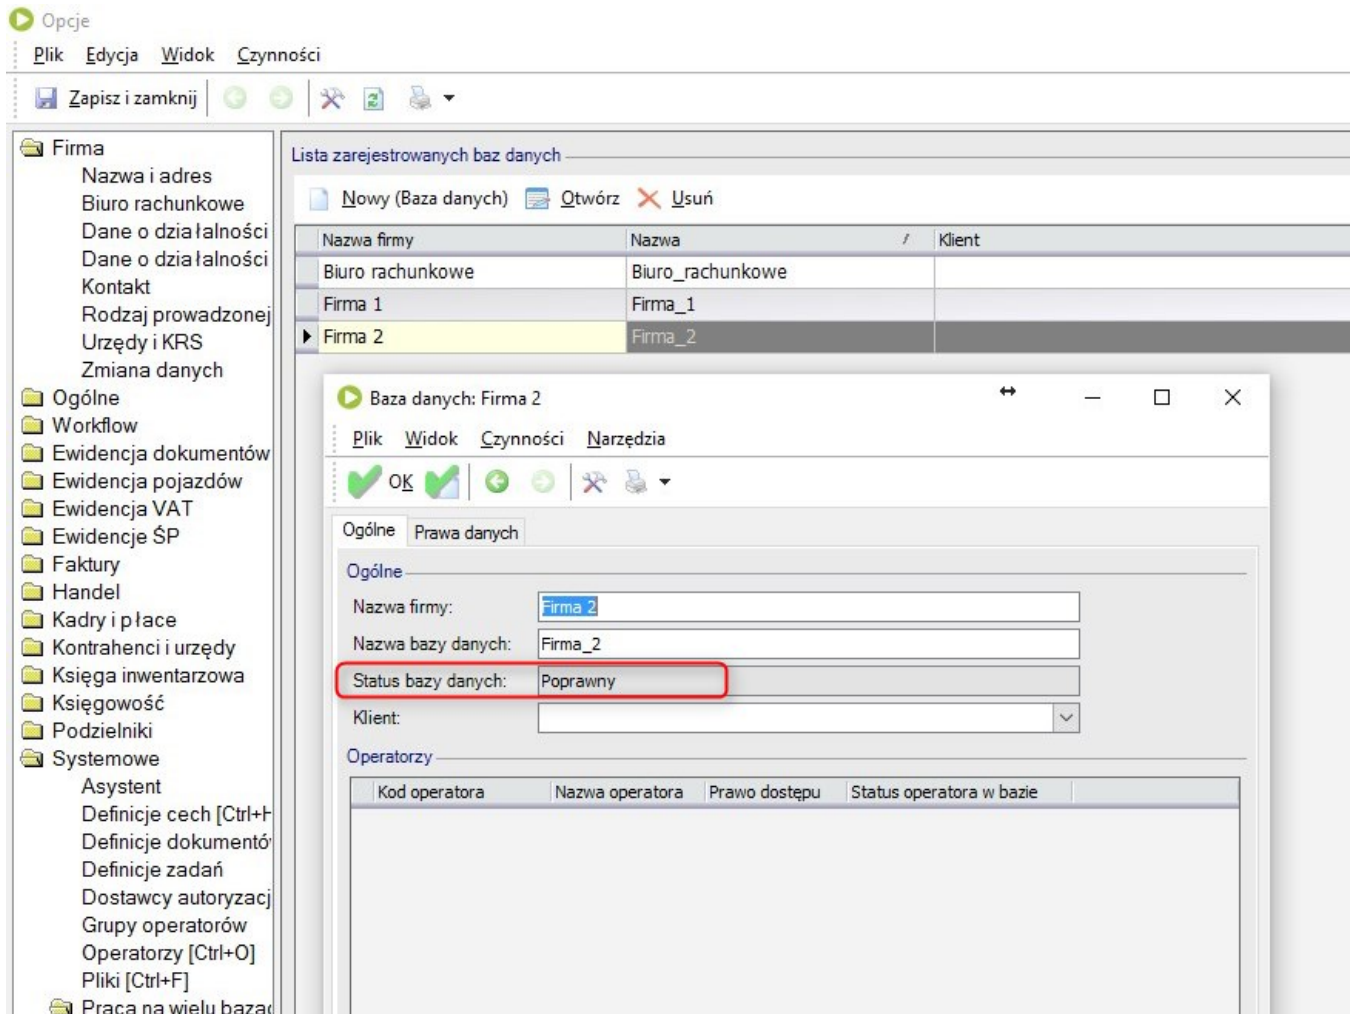 Opcje
Plik Edycja Widok Czynności
Zapisz i zamknij
Firma
Nazwa i adres
Biuro rachunkowe
Dane o działalności
Dane o działalności
Kontakt
Rodzaj prowadzonej
Urzędy i KRS
Zmiana danych
Ogólne
Workflow
Ewidencja dokumentów
Ewidencja pojazdów
Ewidencja VAT
Ewidencje ŚP
Faktury
Handel
Kadry i płace
Kontrahenci i urzędy
Księga inwentarzowa
Księgowość
Podzielniki
Systemowe
Asystent
Definicje cech [Ctrl+H
Definicje dokumentó
Definicje zadań
Dostawcy autoryzacj
Grupy operatorów
Operatorzy [Ctrl+O]
Pliki [Ctrl+F]
Praca na wielu bazac
Lista zarejestrowanych baz danych
Nowy (Baza danych) Otwórz Usuń
Nazwa firmy Nazwa / Klient
Biuro rachunkowe Biuro_rachunkowe
Firma 1 Firma_1
Firma 2 Firma_2
Baza danych: Firma 2
Plik Widok Czynności Narzędzia
OK
Ogólne Prawa danych
Ogólne
Nazwa firmy: Firma 2
Nazwa bazy danych: Firma_2
Status bazy danych: Poprawny
Klient:
Operatorzy
Kod operatora Nazwa operatora Prawo dostępu Status operatora w bazie